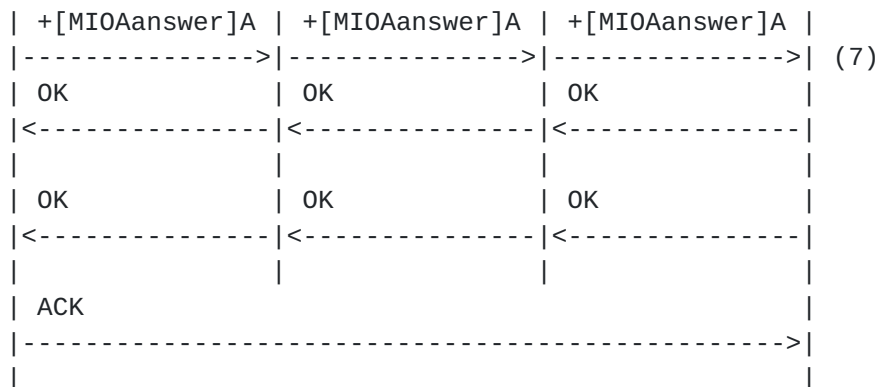 | +[MIOAanswer]A | +[MIOAanswer]A | +[MIOAanswer]A |
|--------------->|--------------->|--------------->| (7)
| OK             | OK             | OK             |
|<---------------|<---------------|<---------------|
|                |                |                |
| OK             | OK             | OK             |
|<---------------|<---------------|<---------------|
|                |                |                |
| ACK                                              |
|------------------------------------------------->|
|                                                  |